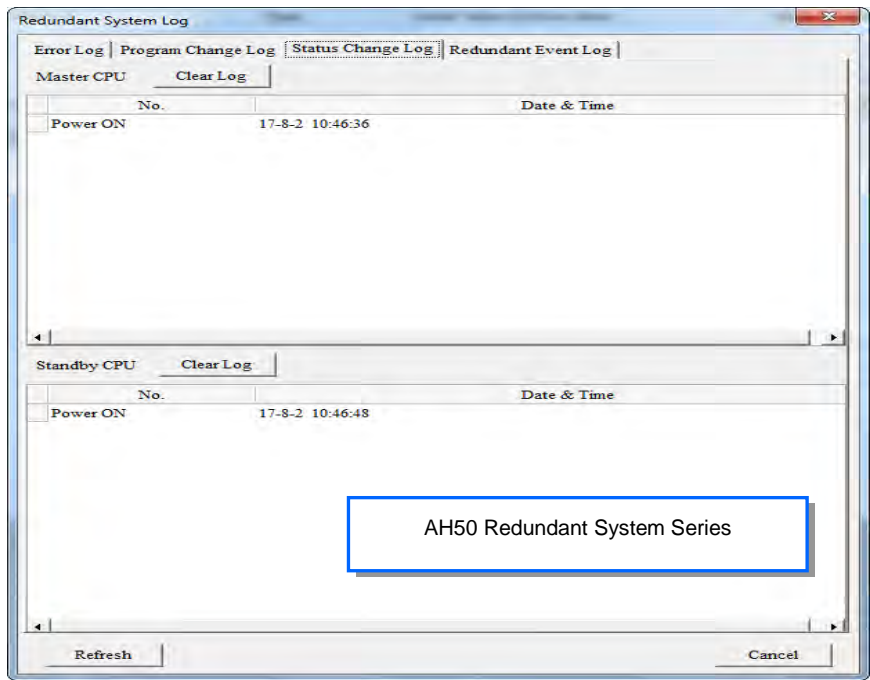 Redundant System Log
Error Log Program Change Log Status Change Log Redundant Event Log
Master CPU Clear Log
No. Date & Time
Power ON 17-8-2 10:46:36
Standby CPU Clear Log
No. Date & Time
Power ON 17-8-2 10:46:48
AH50 Redundant System Series
Refresh Cancel